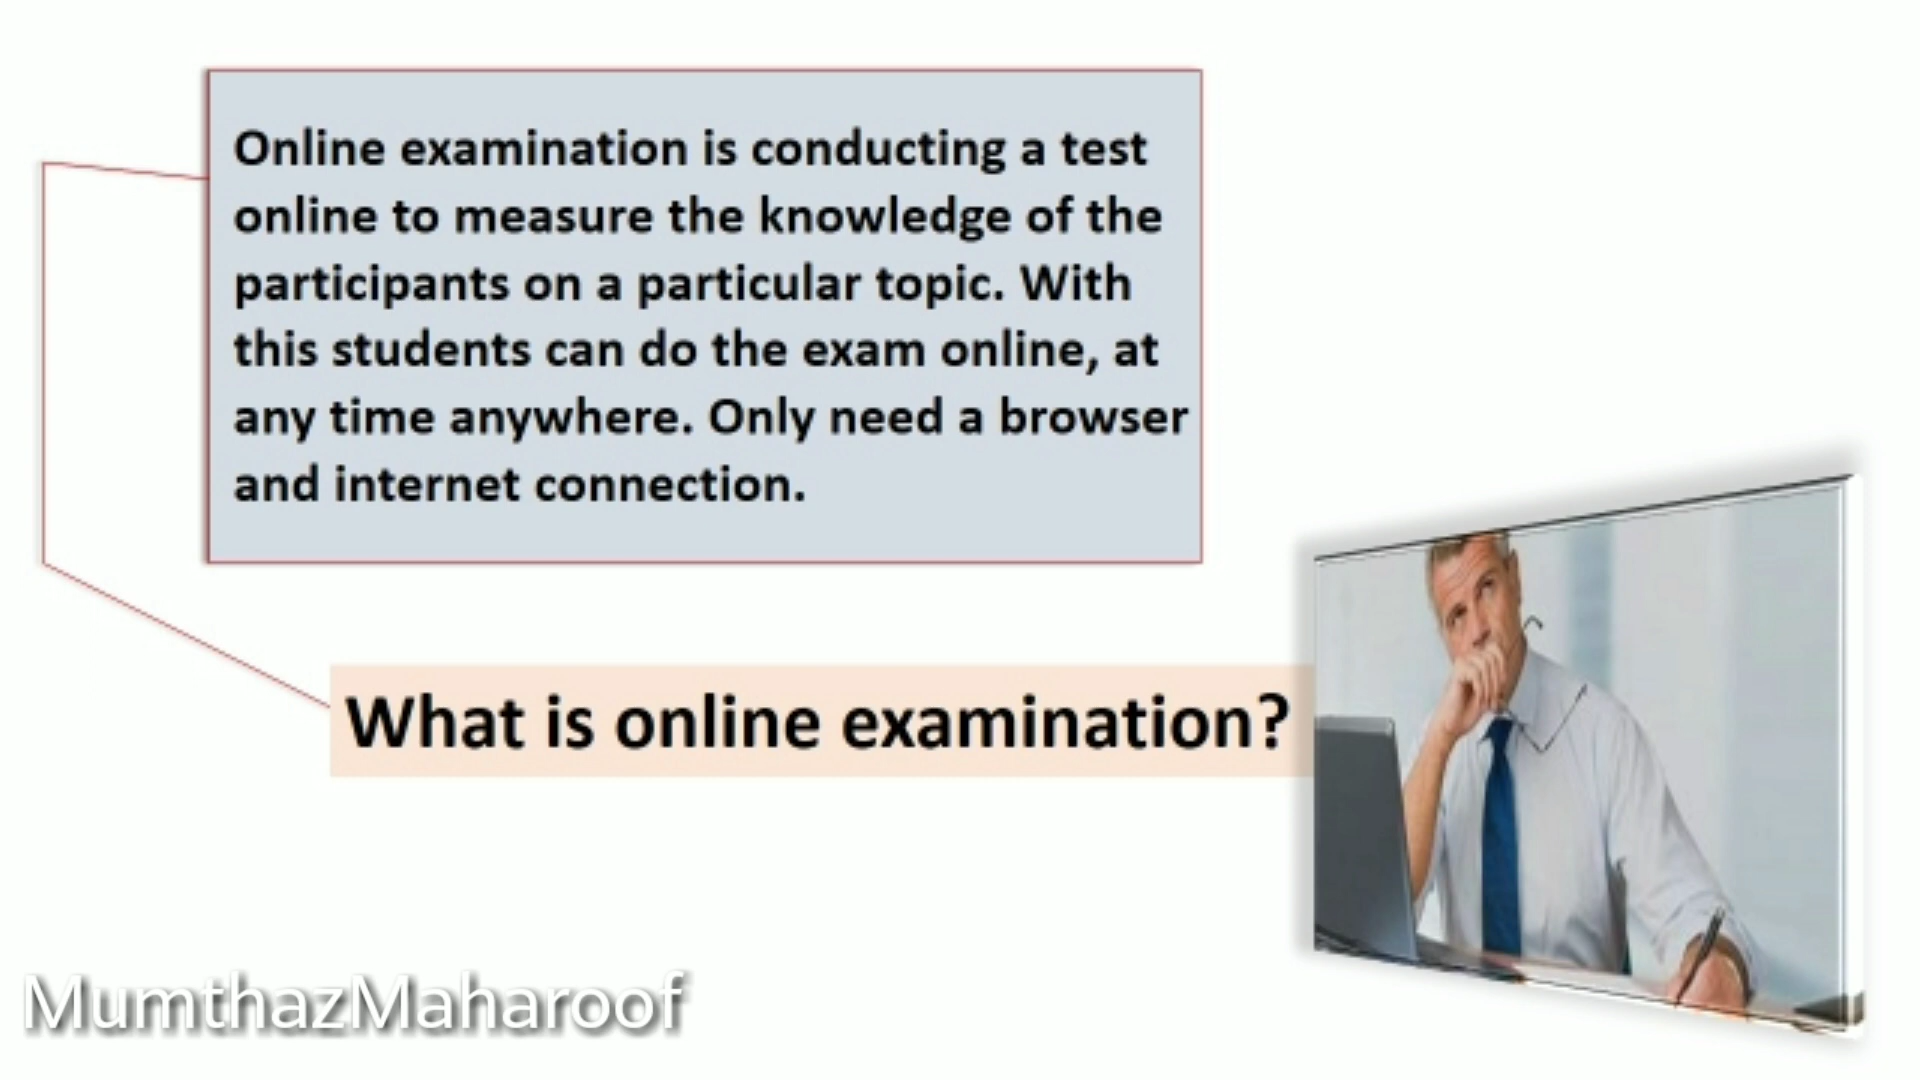 Online examination is conducting a test
online to measure the knowledge of the
participants on a particular topic. With
this students can do the exam online, at
any time anywhere. Only need a browser
and internet connection.
What is online examination?
MumthazMaharoof